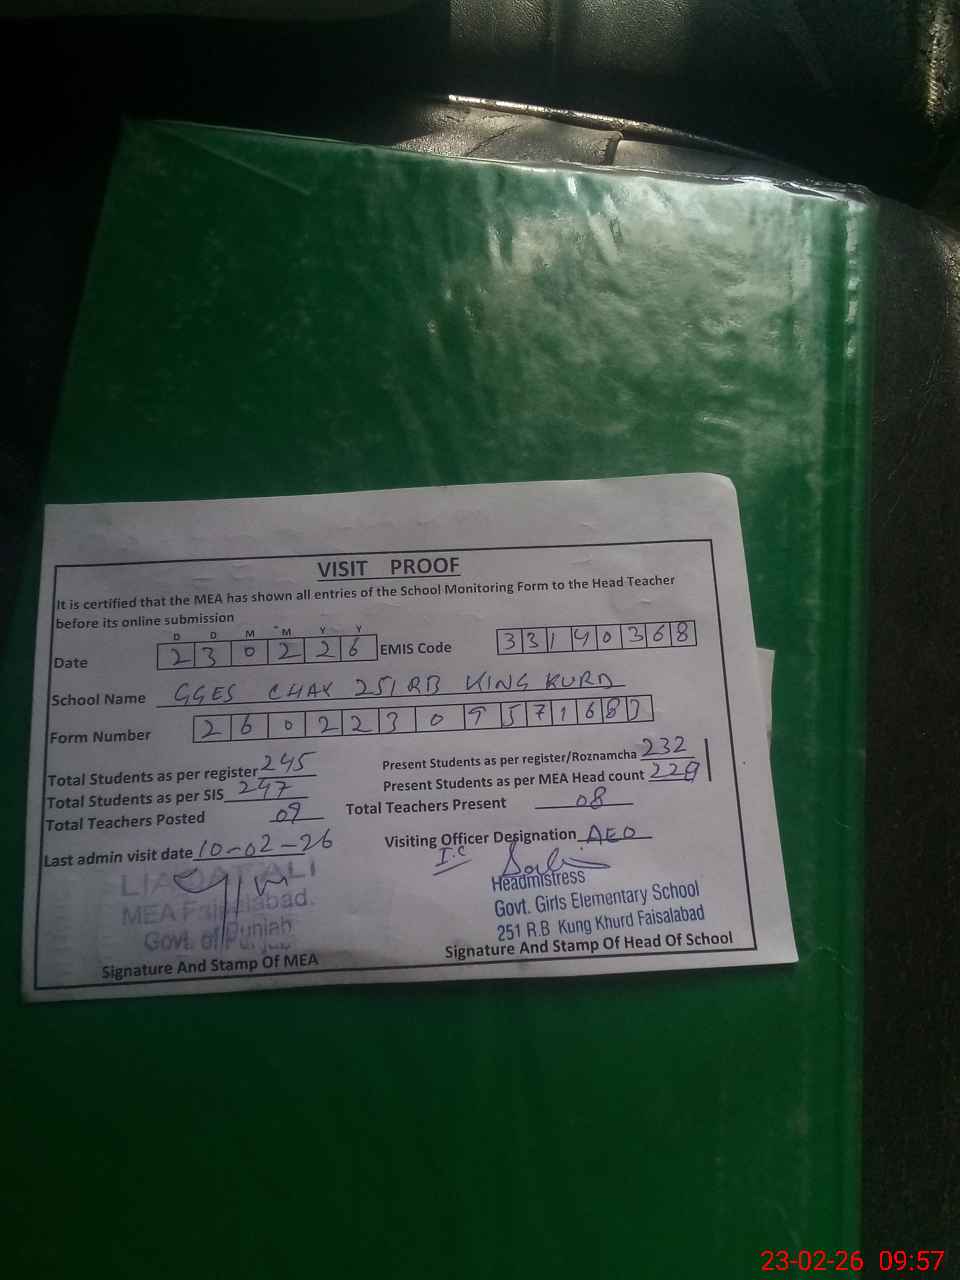 VISIT PROOF
It is certified that the MEA has shown all entries of the School Monitoring Form to the Head Teacher
before its online submission
D D M M Y Y
Date 2 3 0 2 2 6 EMIS Code 3 3 1 4 0 3 6 8
School Name GGES CHAK 251 RB KING KURD
Form Number 2 6 0 2 2 3 0 9 5 7 1 6 8 3
Total Students as per register 245 Present Students as per register/Roznamcha 232
Total Students as per SIS 247 Present Students as per MEA Head count 229
Total Teachers Posted 09 Total Teachers Present 08
Last admin visit date 10-02-26 Visiting Officer Designation AEO
I.C
LIAQAT ALI
MEA Faisalabad.
Govt. of Punjab
Signature And Stamp Of MEA
Headmistress
Govt. Girls Elementary School
251 R.B Kung Khurd Faisalabad
Signature And Stamp Of Head Of School
23-02-26 09:57